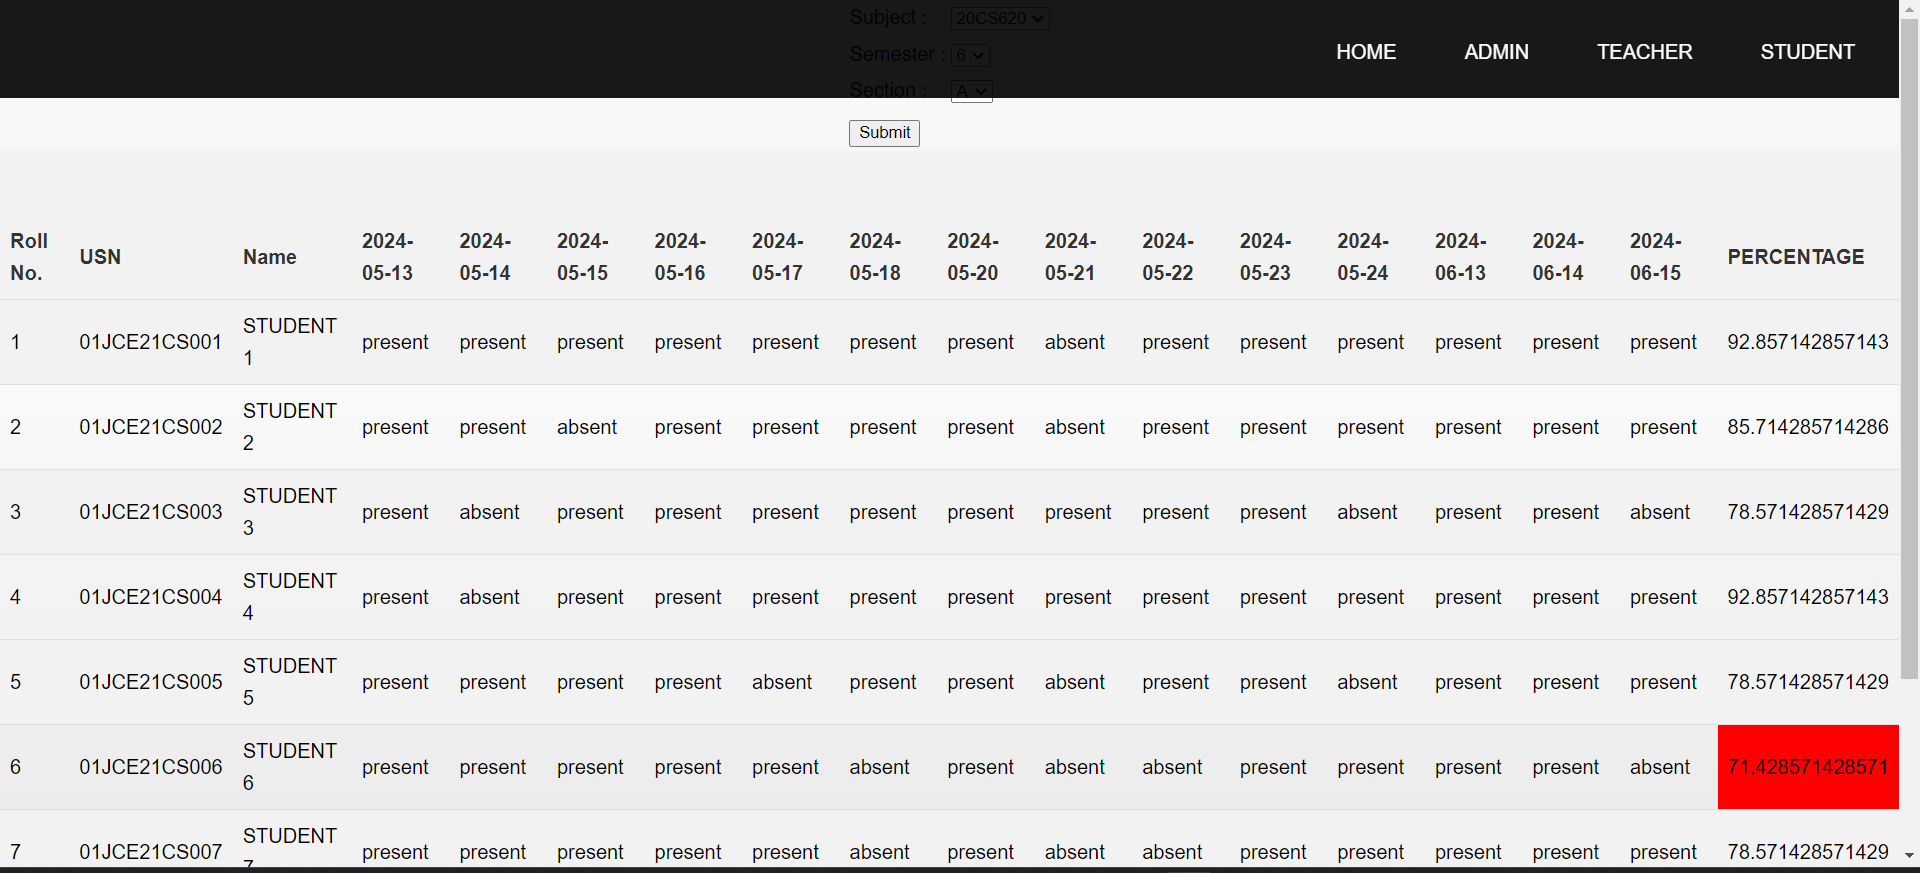 Subject : 20CS620
Semester : 6
HOME ADMIN TEACHER STUDENT
Section : A
Submit
Roll No. USN Name 2024-05-13 2024-05-14 2024-05-15 2024-05-16 2024-05-17 2024-05-18 2024-05-20 2024-05-21 2024-05-22 2024-05-23 2024-05-24 2024-06-13 2024-06-14 2024-06-15 PERCENTAGE
1 01JCE21CS001 STUDENT 1 present present present present present present present absent present present present present present present 92.857142857143
2 01JCE21CS002 STUDENT 2 present present absent present present present present absent present present present present present present 85.714285714286
3 01JCE21CS003 STUDENT 3 present absent present present present present present present present present absent present present absent 78.571428571429
4 01JCE21CS004 STUDENT 4 present absent present present present present present present present present present present present present 92.857142857143
5 01JCE21CS005 STUDENT 5 present present present present absent present present absent present present absent present present present 78.571428571429
6 01JCE21CS006 STUDENT 6 present present present present present absent present absent absent present present present present absent 71.428571428571
7 01JCE21CS007 STUDENT 7 present present present present present absent present absent absent present present present present present 78.571428571429